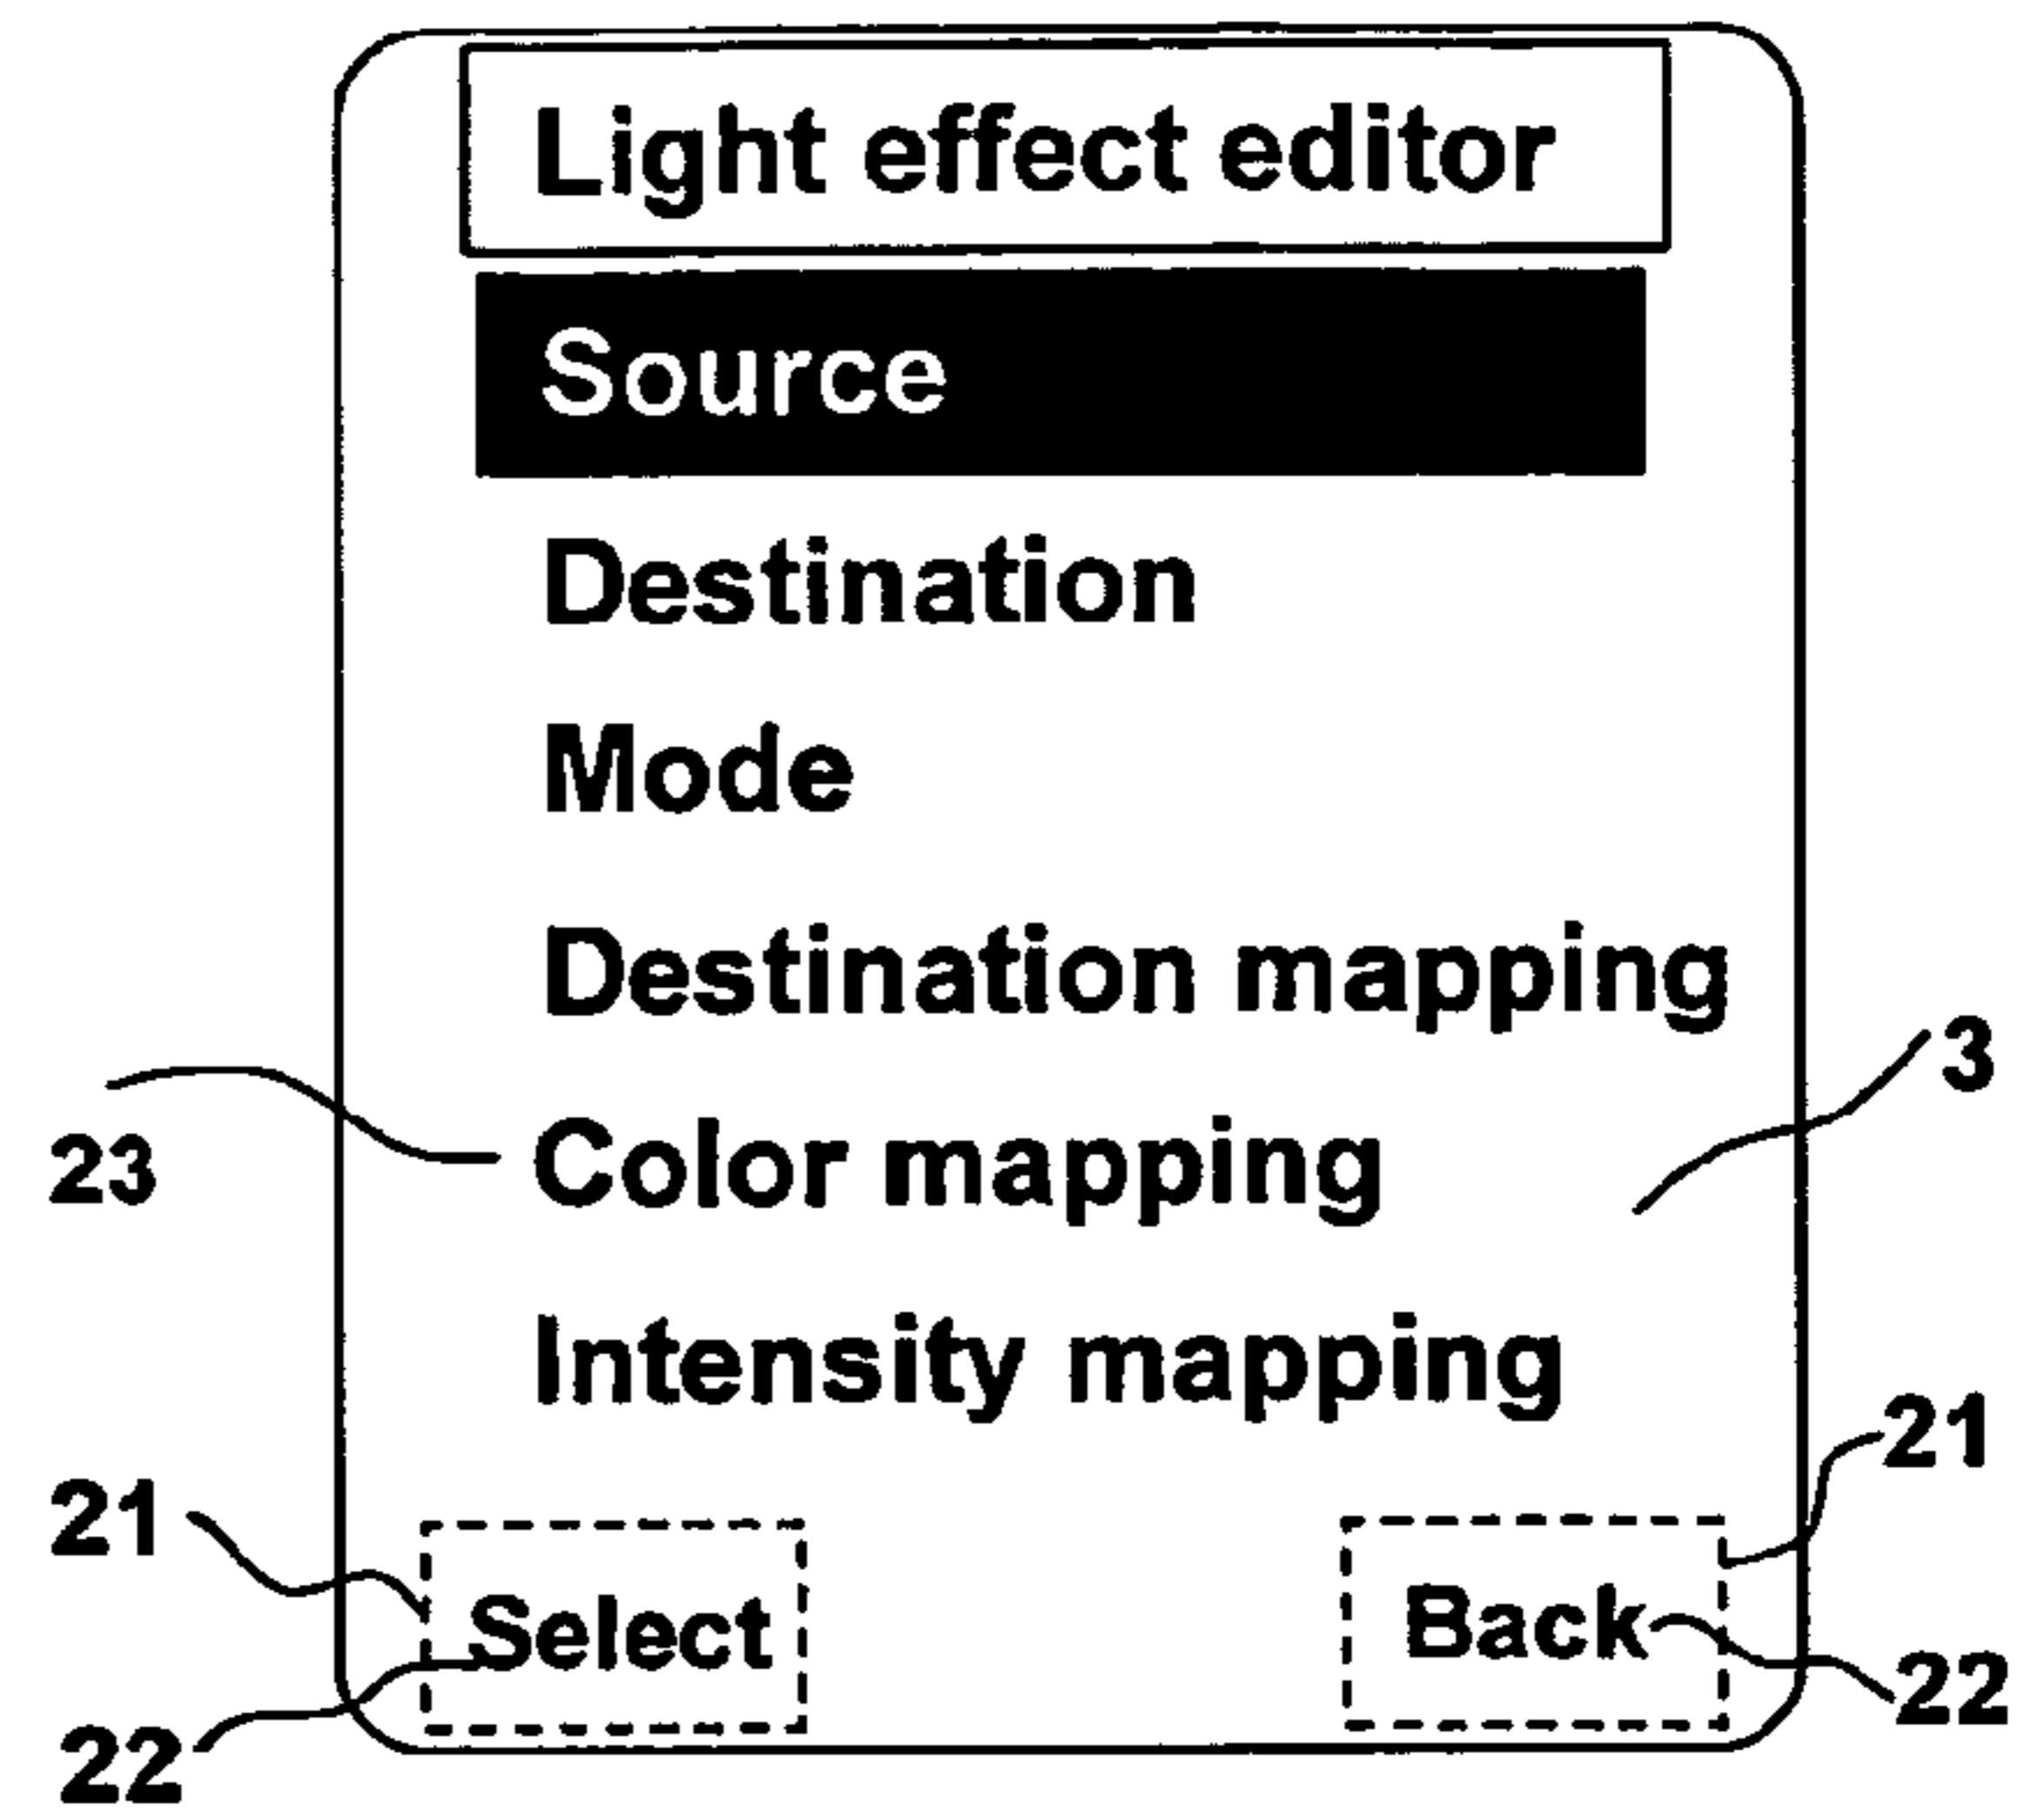 Light effect editor
Source
Destination
Mode
Destination mapping
3
23
Color mapping
Intensity mapping
21
21
Select
Back
22
22